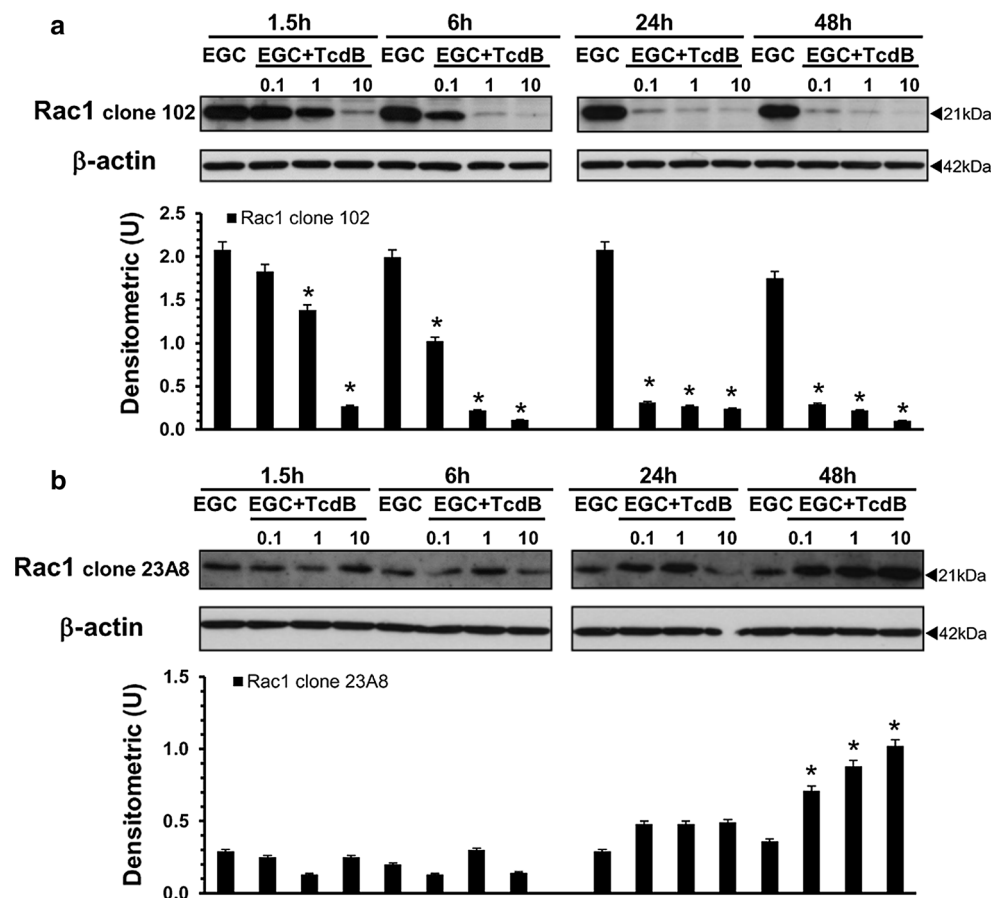 a
1.5h 6h 24h 48h
EGC EGC+TcdB EGC EGC+TcdB EGC EGC+TcdB EGC EGC+TcdB
0.1 1 10 0.1 1 10 0.1 1 10 0.1 1 10
Rac1 clone 102 ◄21kDa
β-actin ◄42kDa
Densitometric (U)
■ Rac1 clone 102
2.5
2.0
1.5
1.0
0.5
0.0
* * * * * * * * * * *
b
1.5h 6h 24h 48h
EGC EGC+TcdB EGC EGC+TcdB EGC EGC+TcdB EGC EGC+TcdB
0.1 1 10 0.1 1 10 0.1 1 10 0.1 1 10
Rac1 clone 23A8 ◄21kDa
β-actin ◄42kDa
Densitometric (U)
■ Rac1 clone 23A8
1.5
1.0
0.5
0.0
* * *